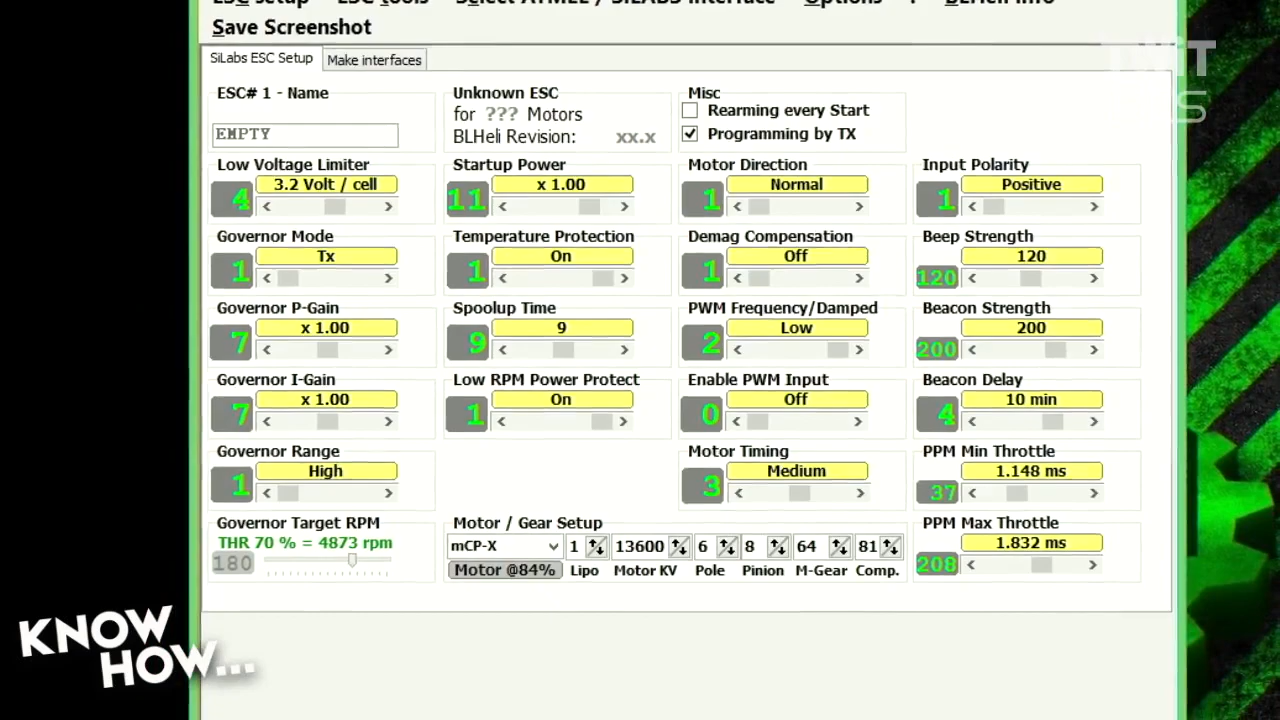 Save Screenshot
SiLabs ESC Setup Make interfaces
ESC# 1 - Name
EMPTY
Unknown ESC
for ??? Motors
BLHeli Revision: xx.x
Misc
Rearming every Start
Programming by TX
Low Voltage Limiter
4 3.2 Volt / cell
Startup Power
11 x 1.00
Motor Direction
1 Normal
Input Polarity
1 Positive
Governor Mode
1 Tx
Temperature Protection
1 On
Demag Compensation
1 Off
Beep Strength
120 120
Governor P-Gain
7 x 1.00
Spoolup Time
9 9
PWM Frequency/Damped
2 Low
Beacon Strength
200 200
Governor I-Gain
7 x 1.00
Low RPM Power Protect
1 On
Enable PWM Input
0 Off
Beacon Delay
4 10 min
Governor Range
1 High
Motor Timing
3 Medium
PPM Min Throttle
37 1.148 ms
Governor Target RPM
THR 70 % = 4873 rpm
180
Motor / Gear Setup
mCP-X 1 13600 6 8 64 81
Motor @84% Lipo Motor KV Pole Pinion M-Gear Comp.
PPM Max Throttle
208 1.832 ms
KNOW
HOW...